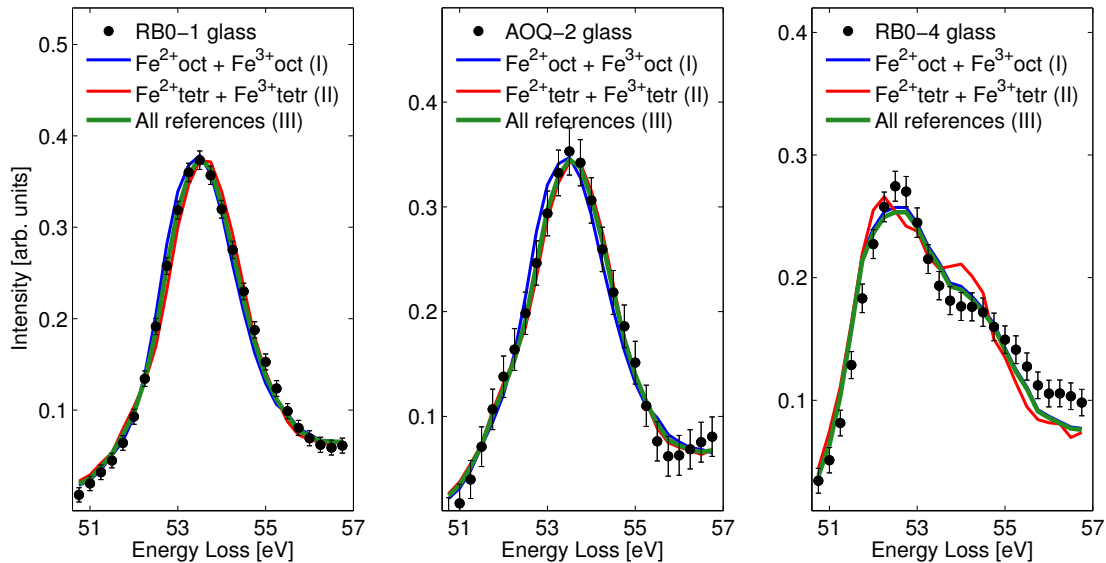 Intensity [arb. units]
0.5
0.4
0.3
0.2
0.1
RB0−1 glass
Fe²⁺oct + Fe³⁺oct (I)
Fe²⁺tetr + Fe³⁺tetr (II)
All references (III)
51 53 55 57
Energy Loss [eV]
0.4
0.3
0.2
0.1
AOQ−2 glass
Fe²⁺oct + Fe³⁺oct (I)
Fe²⁺tetr + Fe³⁺tetr (II)
All references (III)
51 53 55 57
Energy Loss [eV]
0.4
0.3
0.2
0.1
RB0−4 glass
Fe²⁺oct + Fe³⁺oct (I)
Fe²⁺tetr + Fe³⁺tetr (II)
All references (III)
51 53 55 57
Energy Loss [eV]